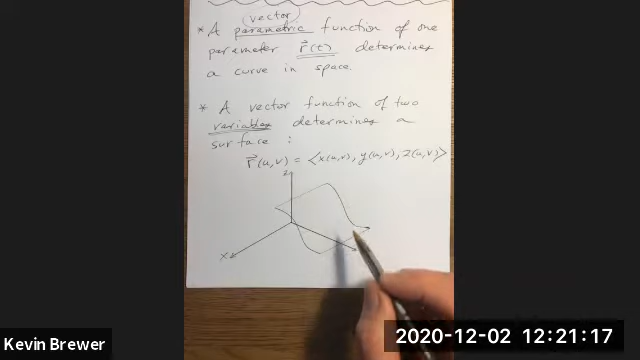 vector
* A parametric function of one
parameter r(t) determines
a curve in space.
* A vector function of two
variables determines a
surface :
r(u,v) = <x(u,v), y(u,v), z(u,v)>
z
x
Kevin Brewer
2020-12-02 12:21:17